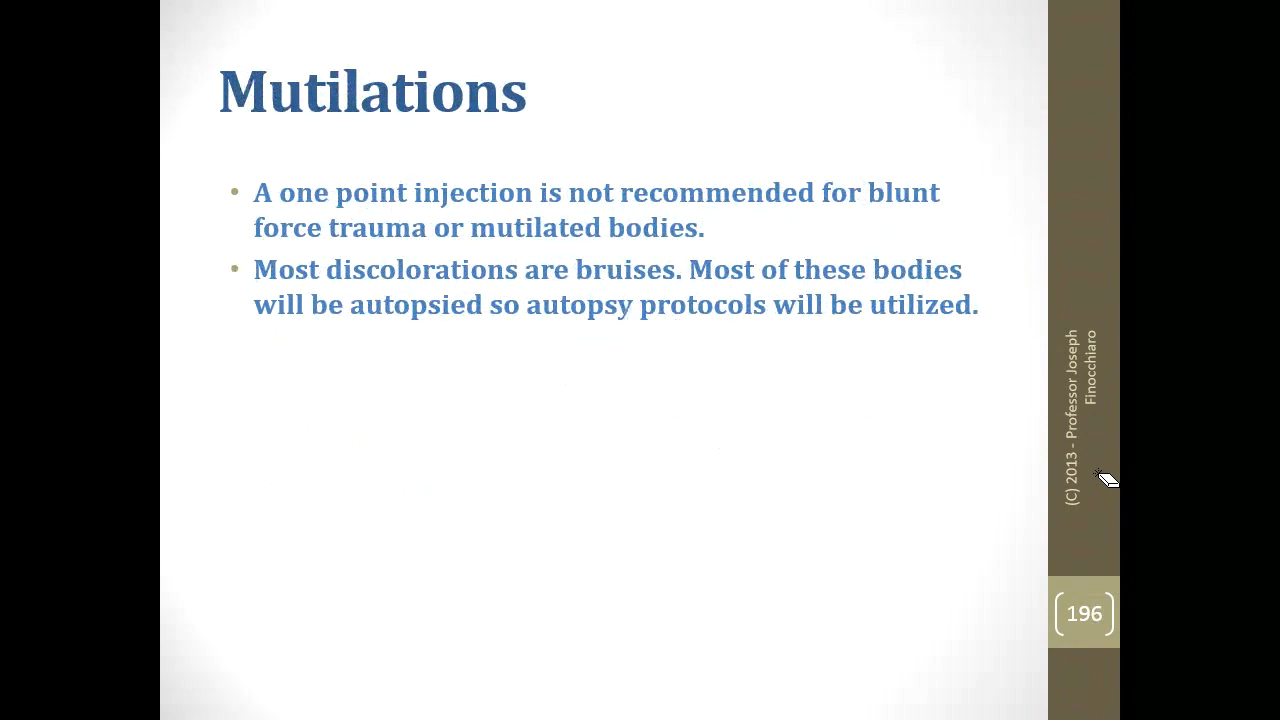 Mutilations
• A one point injection is not recommended for blunt
force trauma or mutilated bodies.
• Most discolorations are bruises. Most of these bodies
will be autopsied so autopsy protocols will be utilized.
(C) 2013 - Professor Joseph
Finocchiaro
196